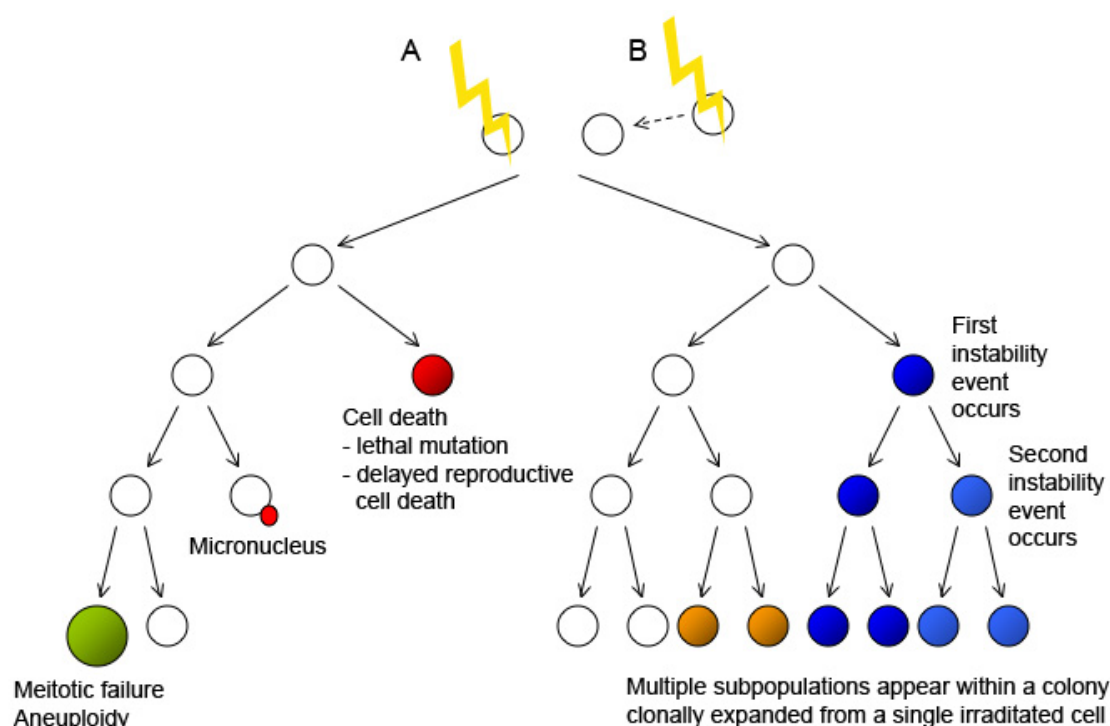 A
B
First
instability
event
occurs
Cell death
- lethal mutation
- delayed reproductive
cell death
Second
instability
event
occurs
Micronucleus
Meitotic failure
Aneuploidy
Multiple subpopulations appear within a colony
clonally expanded from a single irraditated cell